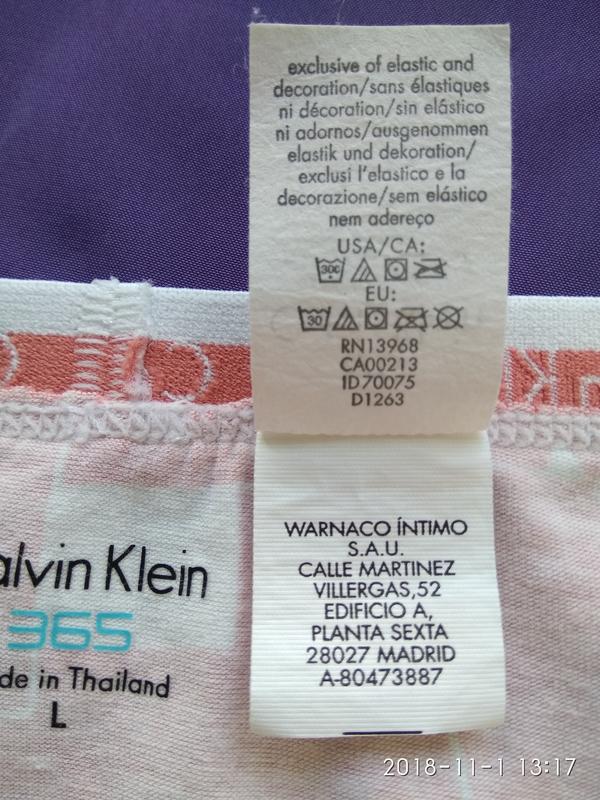 exclusive of elastic and
decoration/sans élastiques
ni décoration/sin elástico
ni adornos/ausgenommen
elastik und dekoration/
exclusi l'elastico e la
decorazione/sem elástico
nem adereço
USA/CA:
EU:
30
RN13968
CA00213
ID70075
D1263
WARNACO ÍNTIMO
S.A.U.
CALLE MARTINEZ
VILLERGAS,52
EDIFICIO A,
PLANTA SEXTA
28027 MADRID
A-80473887
alvin Klein
365
de in Thailand
L
2018-11-1 13:17